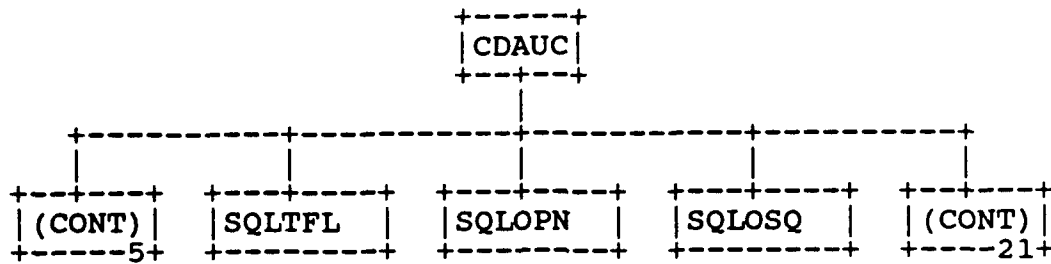 CDAUC
(CONT) SQLTFL SQLOPN SQLOSQ (CONT)
5 21